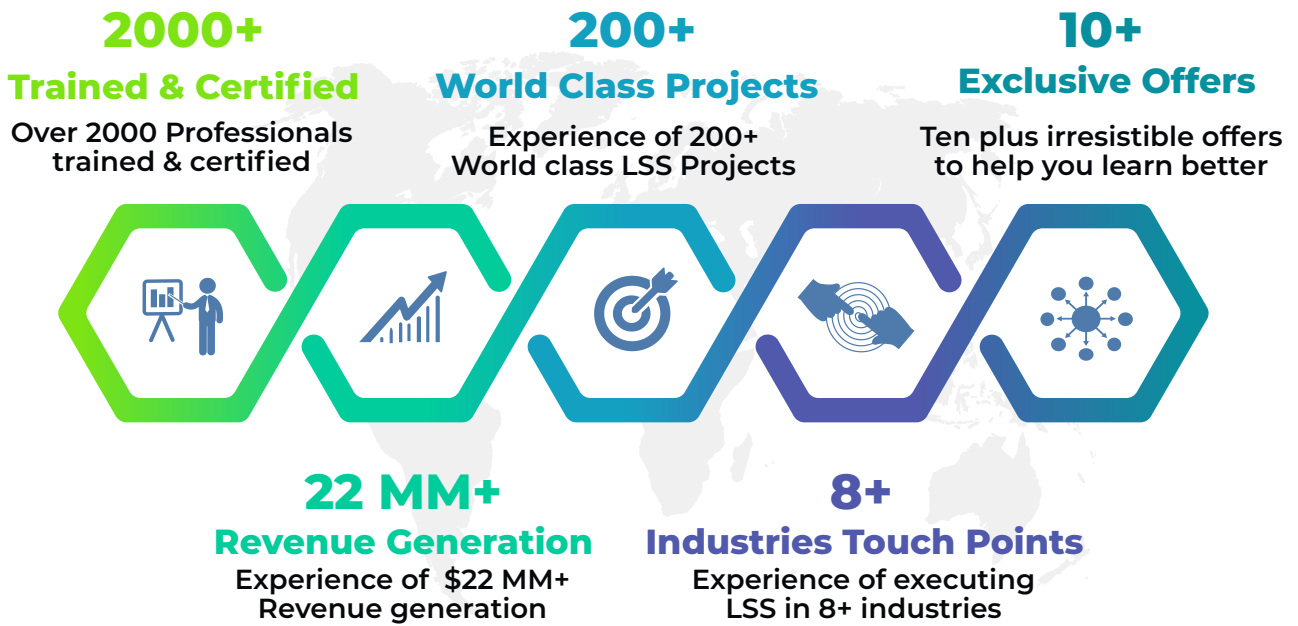 2000+
Trained & Certified
Over 2000 Professionals
trained & certified
22 MM+
Revenue Generation
Experience of $22 MM+
Revenue generation
200+
World Class Projects
Experience of 200+
World class LSS Projects
8+
Industries Touch Points
Experience of executing
LSS in 8+ industries
10+
Exclusive Offers
Ten plus irresistible offers
to help you learn better